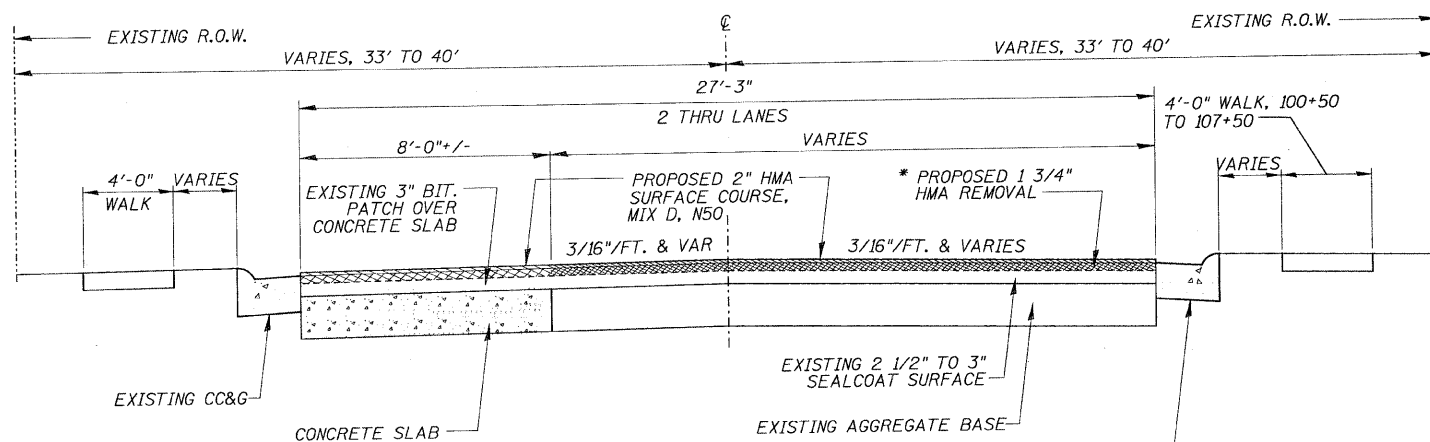 EXISTING R.O.W.
℄
EXISTING R.O.W.
VARIES, 33' TO 40'
VARIES, 33' TO 40'
27'-3"
2 THRU LANES
4'-0" WALK, 100+50
TO 107+50
8'-0"+/-
VARIES
4'-0"
WALK
VARIES
EXISTING 3" BIT.
PATCH OVER
CONCRETE SLAB
PROPOSED 2" HMA
SURFACE COURSE,
MIX D, N50
* PROPOSED 1 3/4"
HMA REMOVAL
VARIES
3/16"/FT. & VAR
3/16"/FT. & VARIES
EXISTING 2 1/2" TO 3"
SEALCOAT SURFACE
EXISTING CC&G
CONCRETE SLAB
EXISTING AGGREGATE BASE